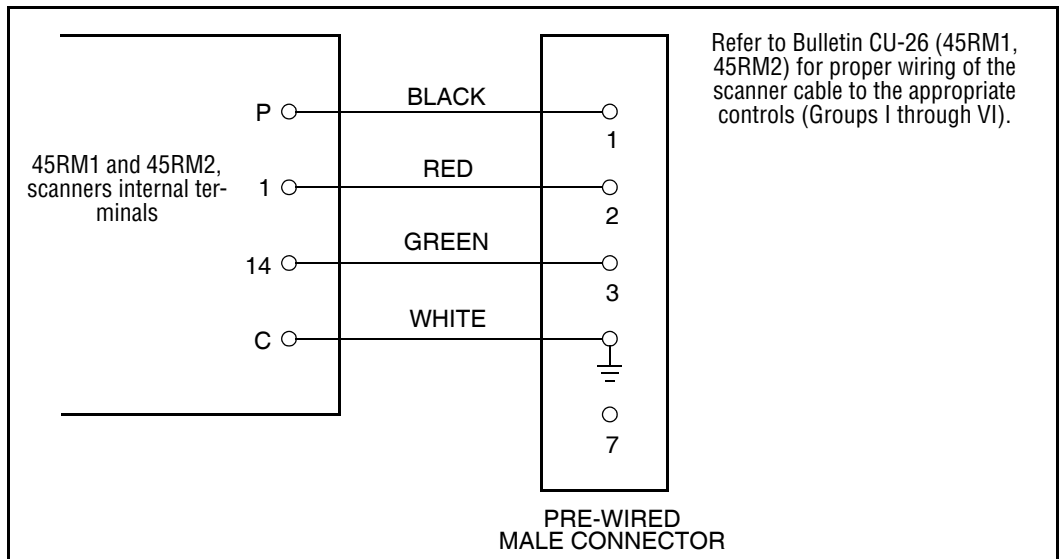 Refer to Bulletin CU-26 (45RM1,
45RM2) for proper wiring of the
scanner cable to the appropriate
controls (Groups I through VI).
45RM1 and 45RM2,
scanners internal ter-
minals
P
BLACK
1
1
RED
2
14
GREEN
3
C
WHITE
7
PRE-WIRED
MALE CONNECTOR